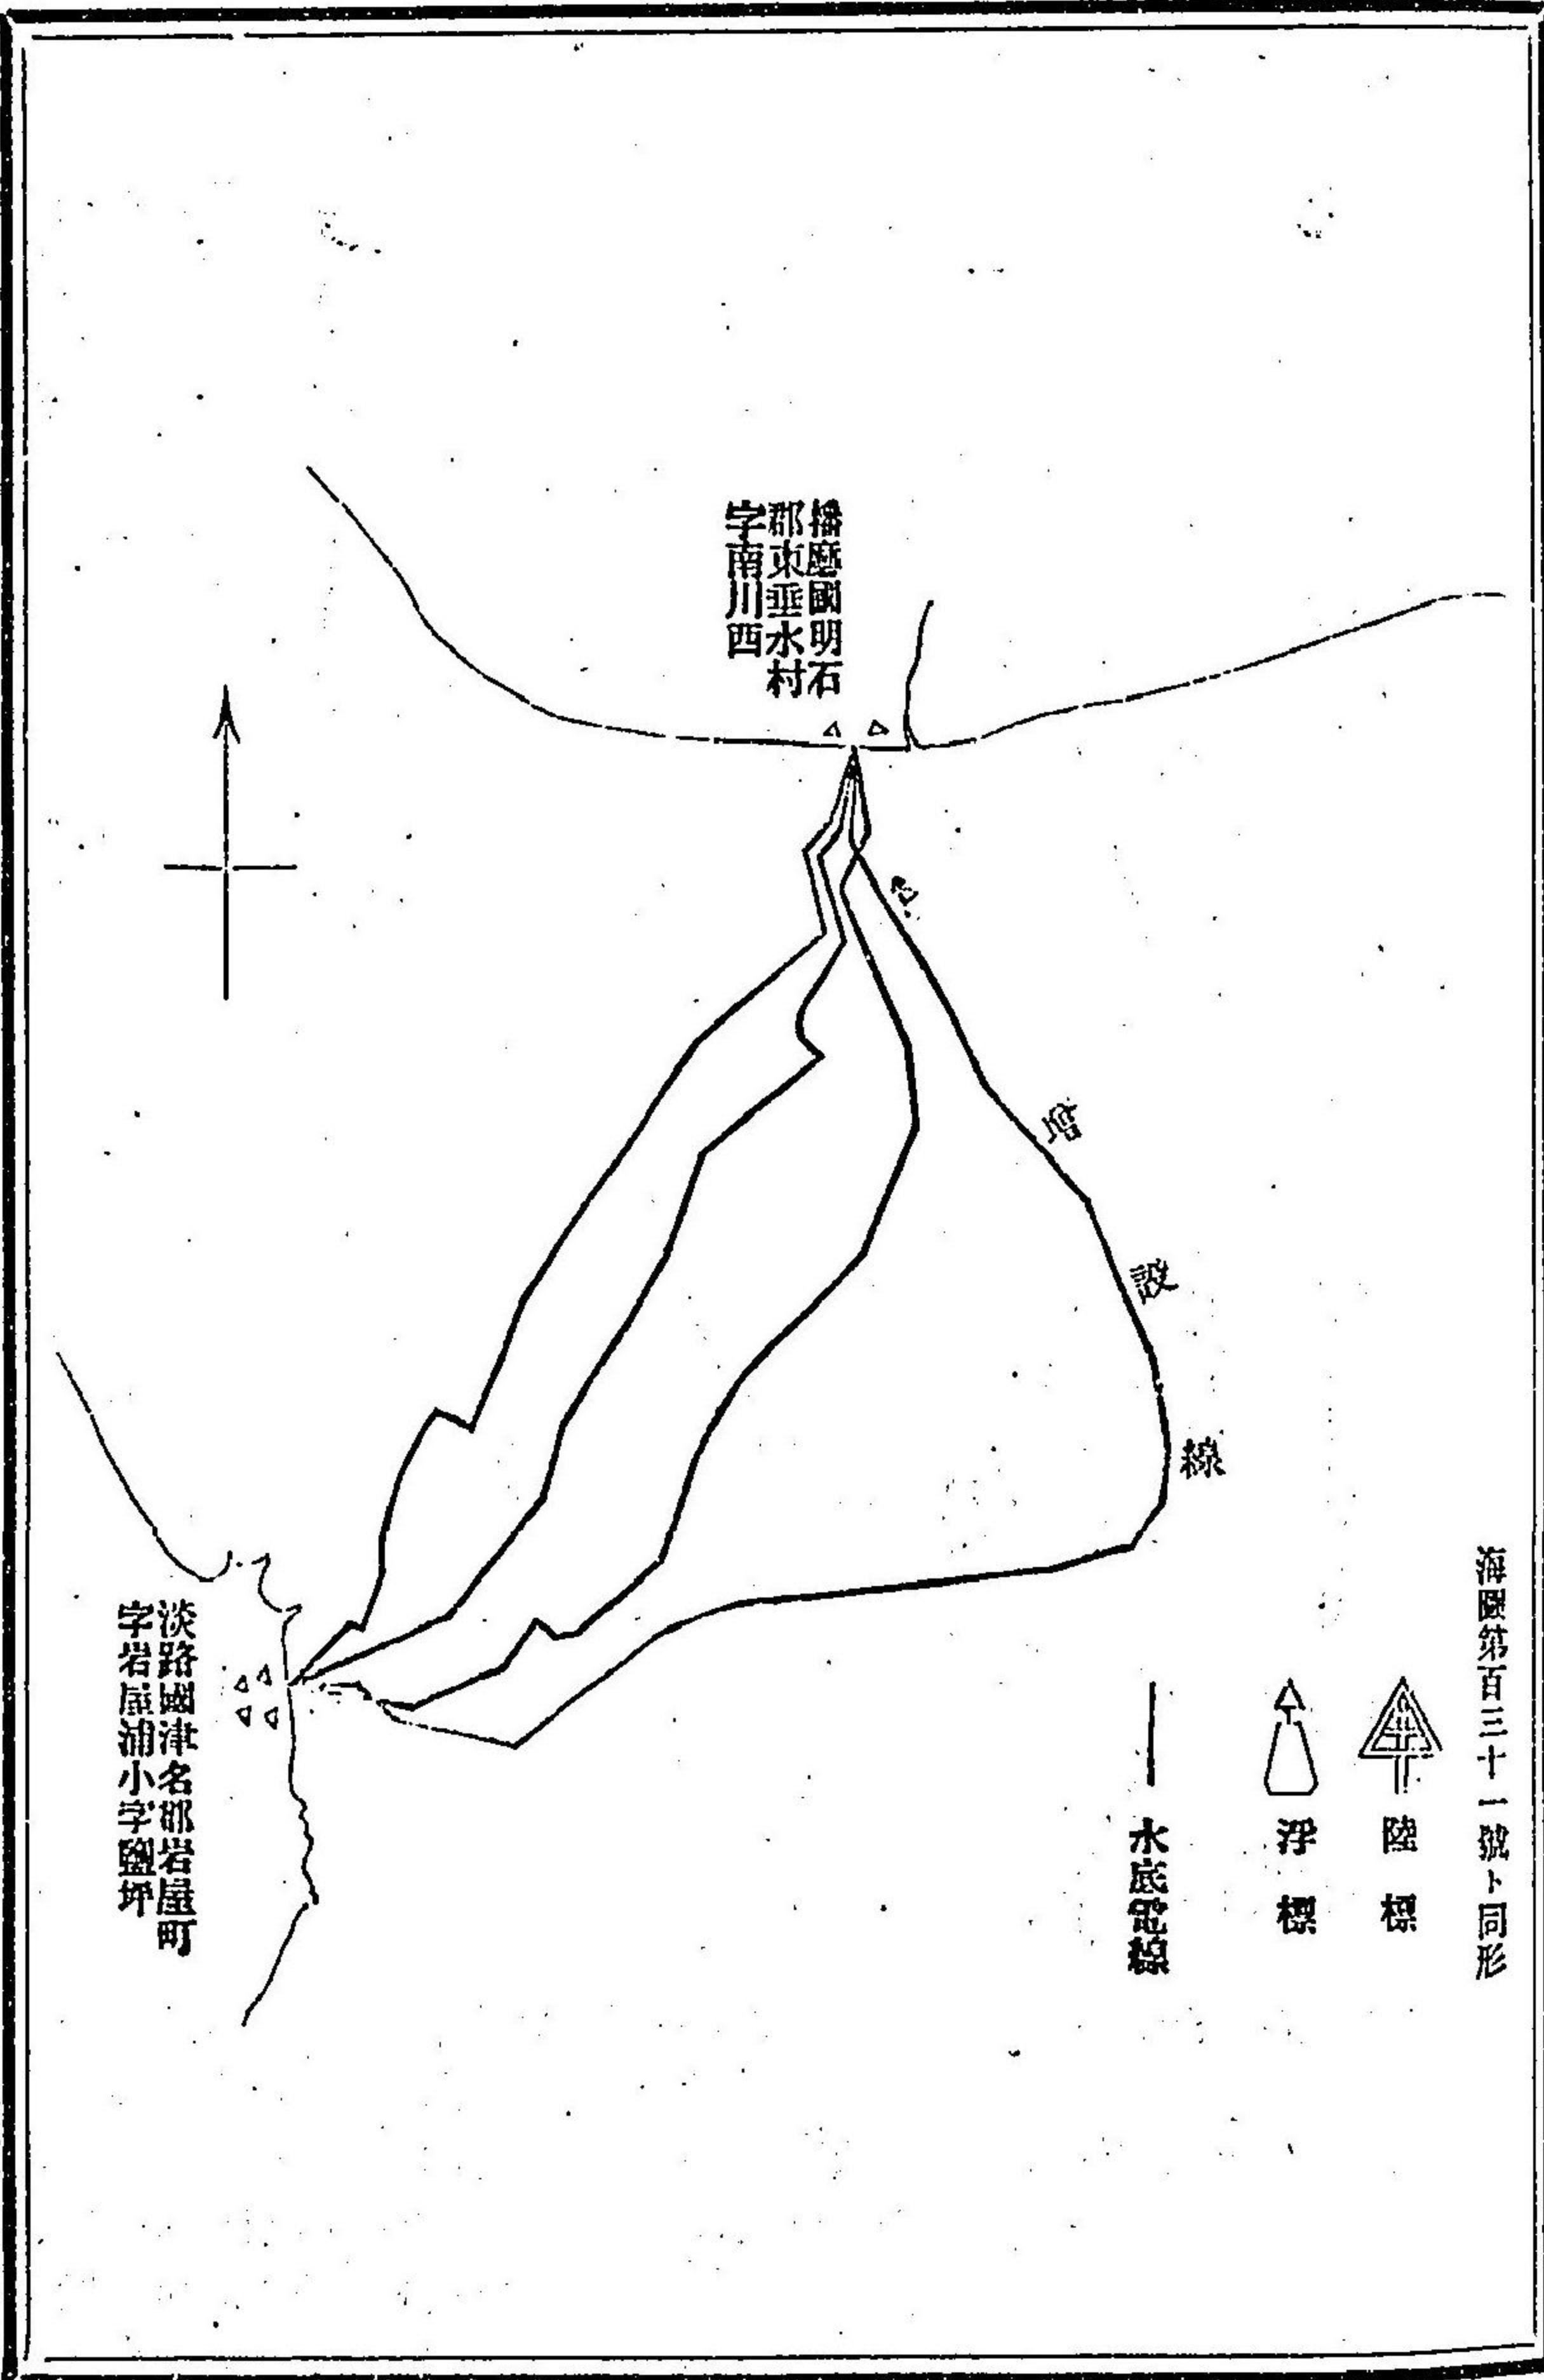 海圖第百三十一號ト同形
陸標
浮標
水底電線
增設線
播磨國明石
郡東垂水村
字南川西
淡路國津名郡岩屋町
字岩屋浦小字鹽坪